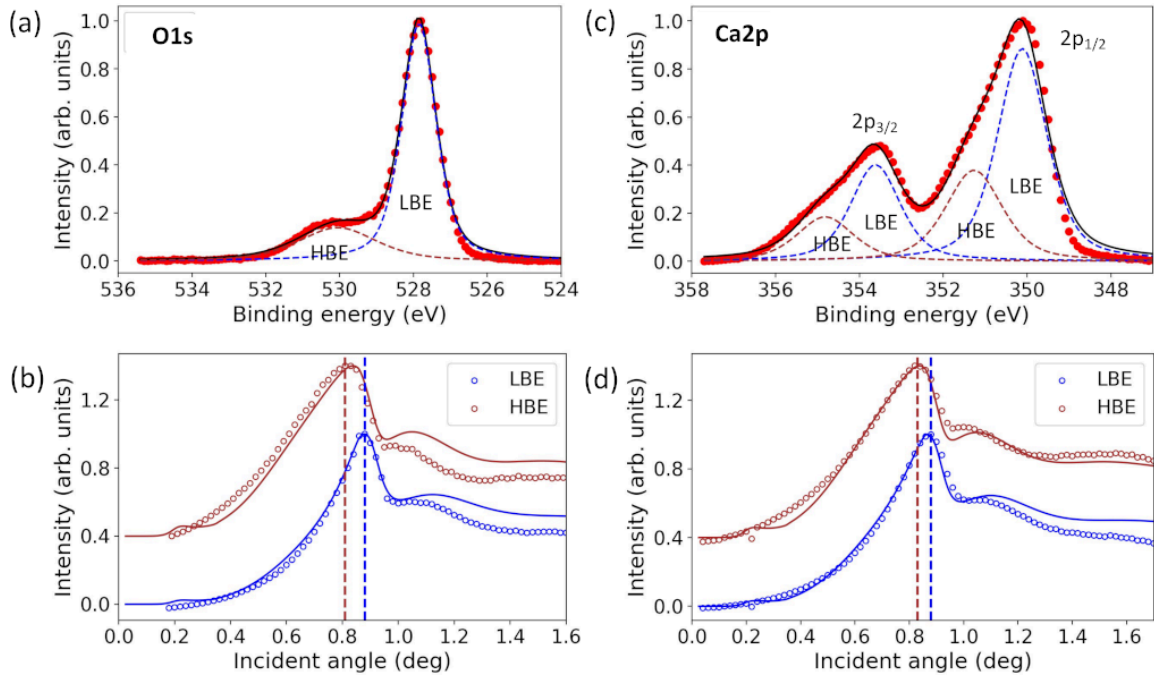 (a)
O1s
Intensity (arb. units)
1.0
0.8
0.6
0.4
0.2
0.0
LBE
HBE
536
534
532
530
528
526
524
Binding energy (eV)
(c)
Ca2p
2p1/2
2p3/2
Intensity (arb. units)
1.0
0.8
0.6
0.4
0.2
0.0
HBE
LBE
HBE
LBE
358
356
354
352
350
348
Binding energy (eV)
(b)
LBE
HBE
Intensity (arb. units)
1.2
0.8
0.4
0.0
0.0
0.2
0.4
0.6
0.8
1.0
1.2
1.4
1.6
Incident angle (deg)
(d)
LBE
HBE
Intensity (arb. units)
1.2
0.8
0.4
0.0
0.0
0.2
0.4
0.6
0.8
1.0
1.2
1.4
1.6
Incident angle (deg)